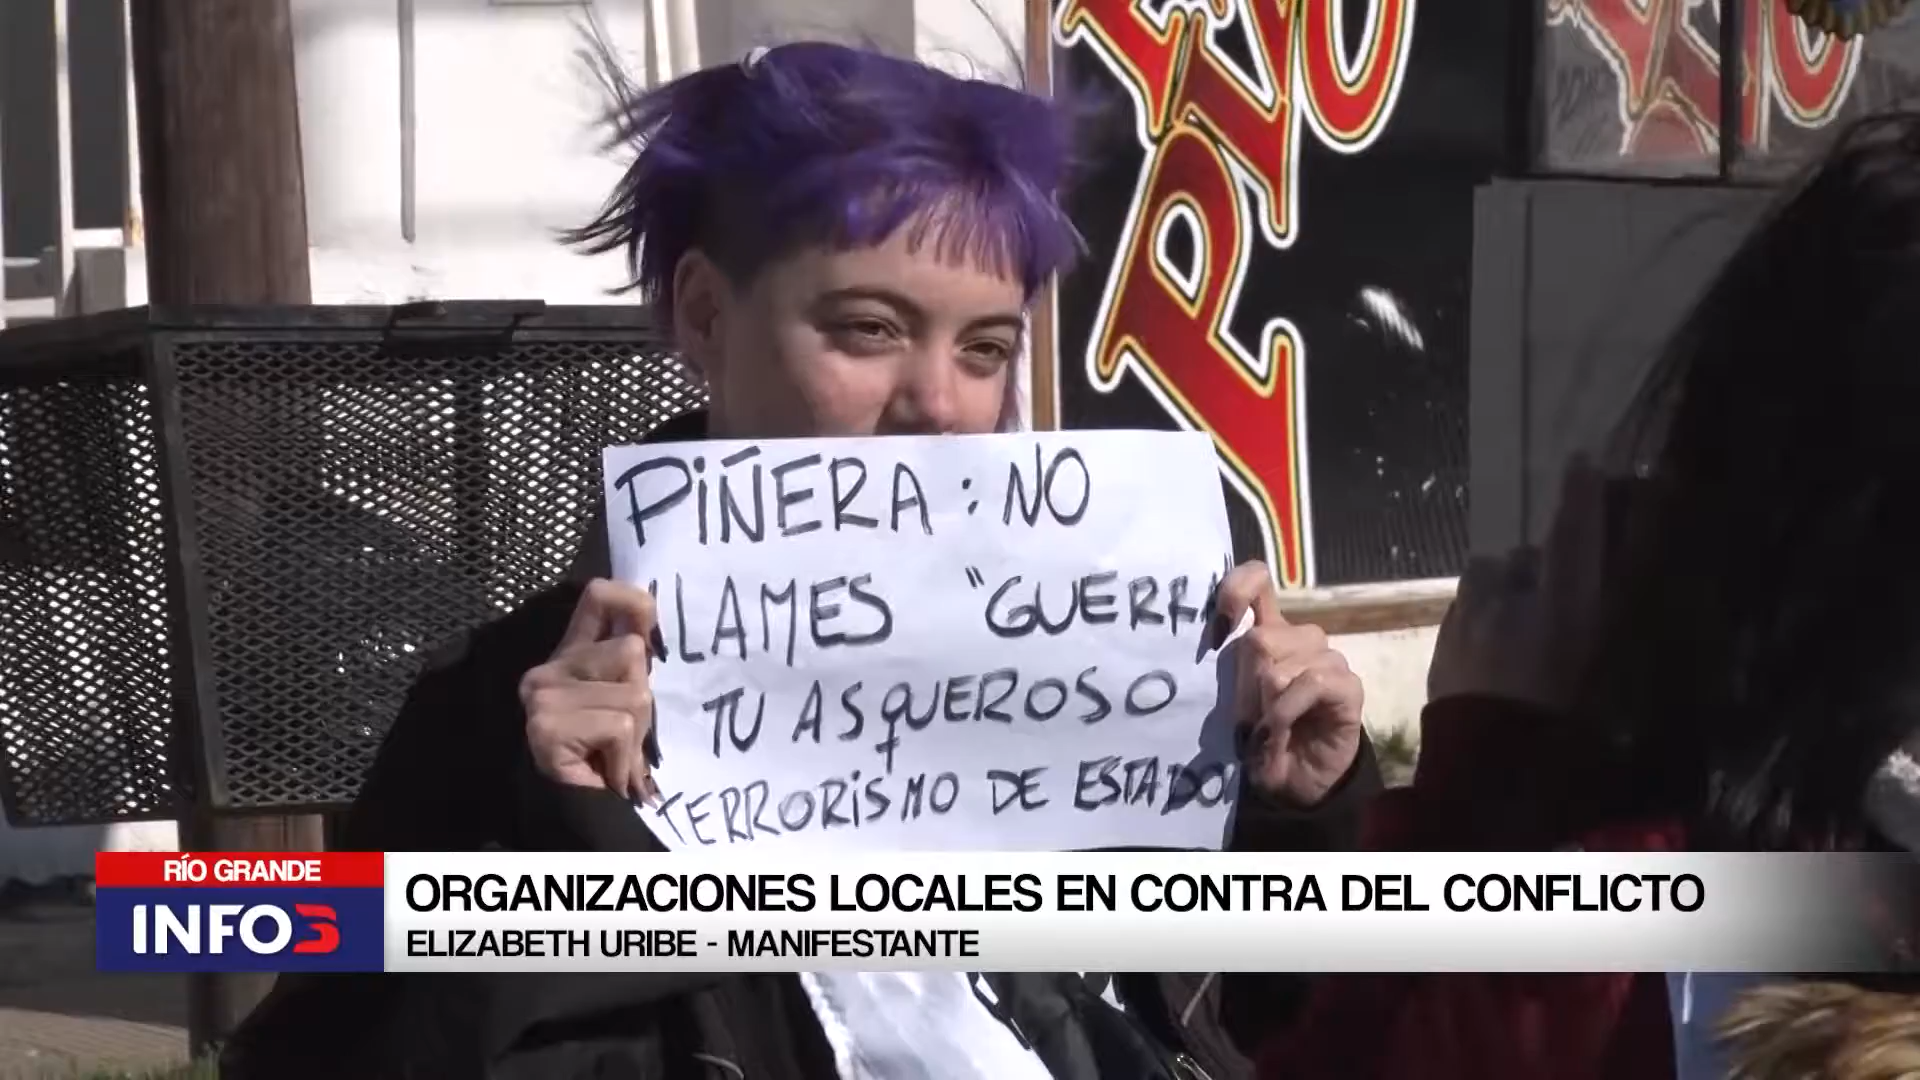 PIÑERA: NO
LLAMES "GUERRA"
TU ASQUEROSO
TERRORISMO DE ESTADO
RÍO GRANDE
INFO3
ORGANIZACIONES LOCALES EN CONTRA DEL CONFLICTO
ELIZABETH URIBE - MANIFESTANTE